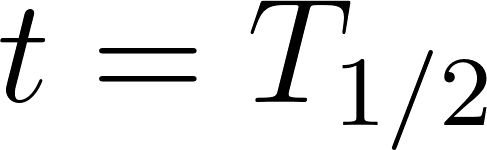 t = T_{1/2}